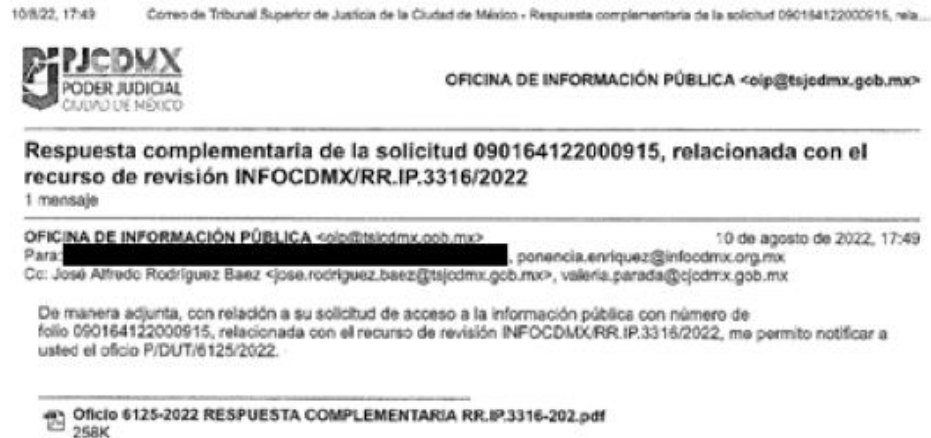 10/8/22, 17:49 Correo de Tribunal Superior de Justicia de la Ciudad de México - Respuesta complementaria de la solicitud 090164122000915, rela...
PJCDMX
PODER JUDICIAL
CIUDAD DE MÉXICO
OFICINA DE INFORMACIÓN PÚBLICA <oip@tsjcdmx.gob.mx>
Respuesta complementaria de la solicitud 090164122000915, relacionada con el
recurso de revisión INFOCDMX/RR.IP.3316/2022
1 mensaje
OFICINA DE INFORMACIÓN PÚBLICA <oip@tsjcdmx.gob.mx> 10 de agosto de 2022, 17:49
Para: , ponencia.enriquez@infocdmx.org.mx
Cc: José Alfredo Rodríguez Baez <jose.rodriguez.baez@tsjcdmx.gob.mx>, valeria.parada@cjcdmx.gob.mx
De manera adjunta, con relación a su solicitud de acceso a la información pública con número de
folio 090164122000915, relacionada con el recurso de revisión INFOCDMX/RR.IP.3316/2022, me permito notificar a
usted el oficio P/DUT/6125/2022.
Oficio 6125-2022 RESPUESTA COMPLEMENTARIA RR.IP.3316-202.pdf
258K